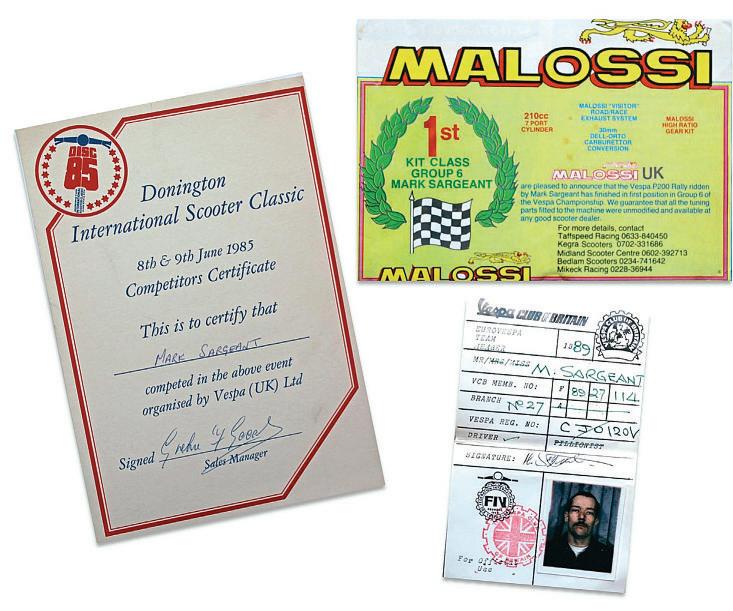 DISC
85
Donington
International Scooter Classic
8th & 9th June 1985
Competitors Certificate
This is to certify that
MARK SARGEANT
competed in the above event
organised by Vespa (UK) Ltd
Signed
Sales Manager
MALOSSI
1st
KIT CLASS
GROUP 6
MARK SARGEANT
210cc
7 PORT
CYLINDER
MALOSSI "VISITOR"
ROAD/RACE
EXHAUST SYSTEM
30mm
DELL-ORTO
CARBURETTOR
CONVERSION
MALOSSI
HIGH RATIO
GEAR KIT
MALOSSI UK
are pleased to announce that the Vespa P200 Rally ridden
by Mark Sargeant has finished in first position in Group 6 of
the Vespa Championship. We guarantee that all the tuning
parts fitted to the machine were unmodified and available at
any good scooter dealer.
For more details, contact
Taffspeed Racing 0633-840450
Kegra Scooters 0702-331686
Midland Scooter Centre 0602-392713
Bedlam Scooters 0234-741642
Mikeck Racing 0228-36944
MALOSSI
Vespa CLUB OF BRITAIN
EUROVESPA
TEAM
1989
MR/MRS/MISS M. SARGEANT
VCB MEMB. NO: F 89 27 114
BRANCH No 27
VESPA REG. NO: CJO120V
DRIVER ✓ PILLIONIST
SIGNATURE:
FIV
For Official
Use